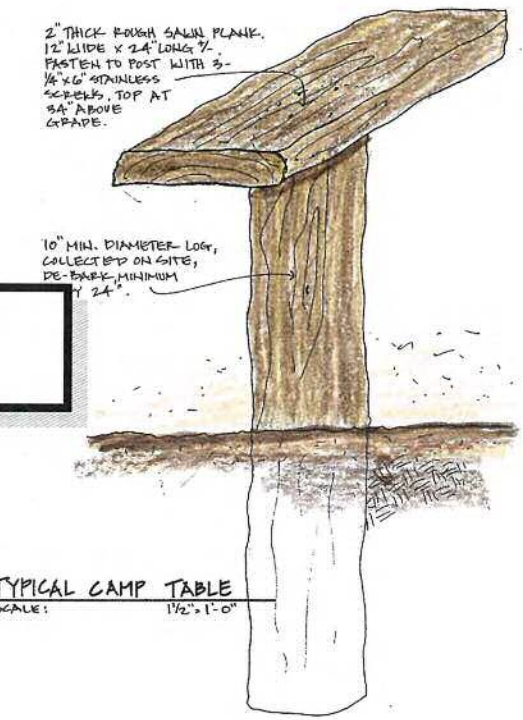 2" THICK ROUGH SAWN PLANK.
12" WIDE x 24" LONG %.
FASTEN TO POST WITH 3-
1/4"x6" STAINLESS
SCREWS, TOP AT
34" ABOVE
GRADE.
10" MIN. DIAMETER LOG,
COLLECTED ON SITE,
DE-BARK, MINIMUM
Y 24".
TYPICAL CAMP TABLE
SCALE: 1½"=1'-0"